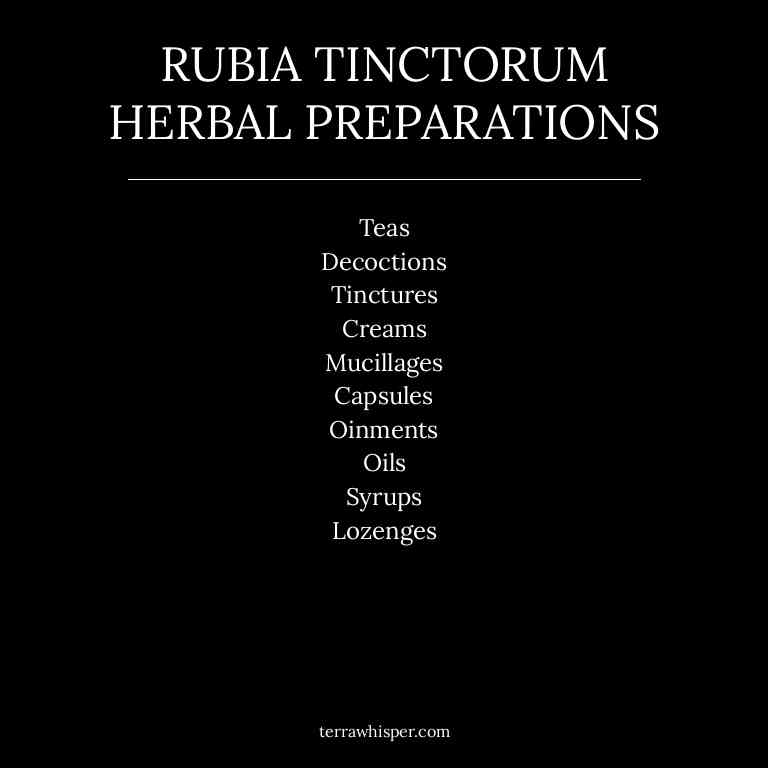 RUBIA TINCTORUM
HERBAL PREPARATIONS
Teas
Decoctions
Tinctures
Creams
Mucillages
Capsules
Oinments
Oils
Syrups
Lozenges
terrawhisper.com